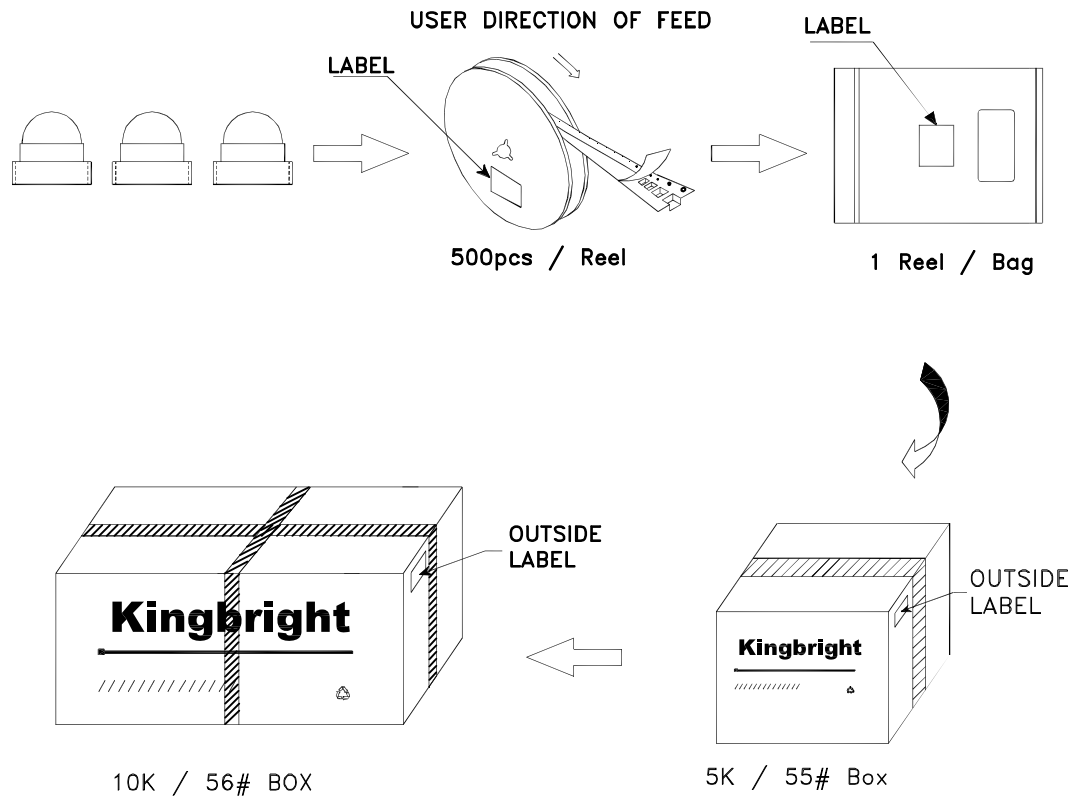 USER DIRECTION OF FEED
LABEL
LABEL
500pcs / Reel
1 Reel / Bag
OUTSIDE
LABEL
Kingbright
10K / 56# BOX
OUTSIDE
LABEL
Kingbright
5K / 55# Box